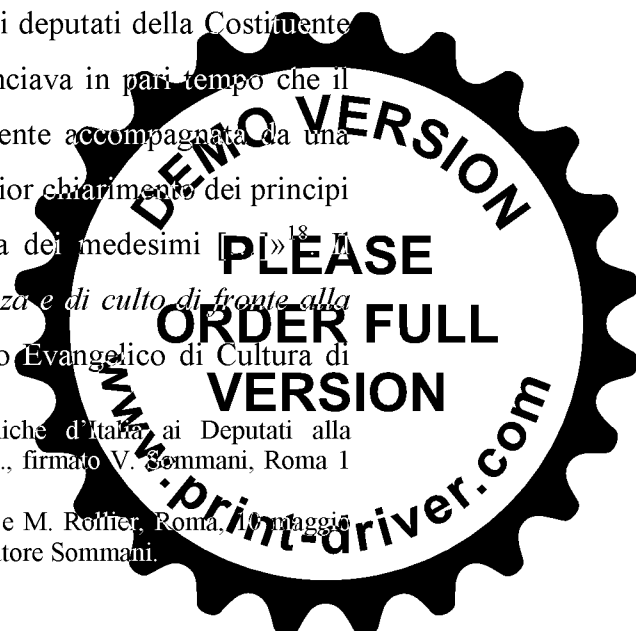 i deputati della Costituente
nciava in pari tempo che il
ente accompagnata da una
ior chiarimento dei principi
a dei medesimi [...]»18. Il
za e di culto di fronte alla
o Evangelico di Cultura di
iche d'Italia ai Deputati alla
., firmato V. Sommani, Roma 1
e M. Rollier, Roma, 10 maggio
tore Sommani.
DEMO VERSION
PLEASE
ORDER FULL
VERSION
www.print-driver.com